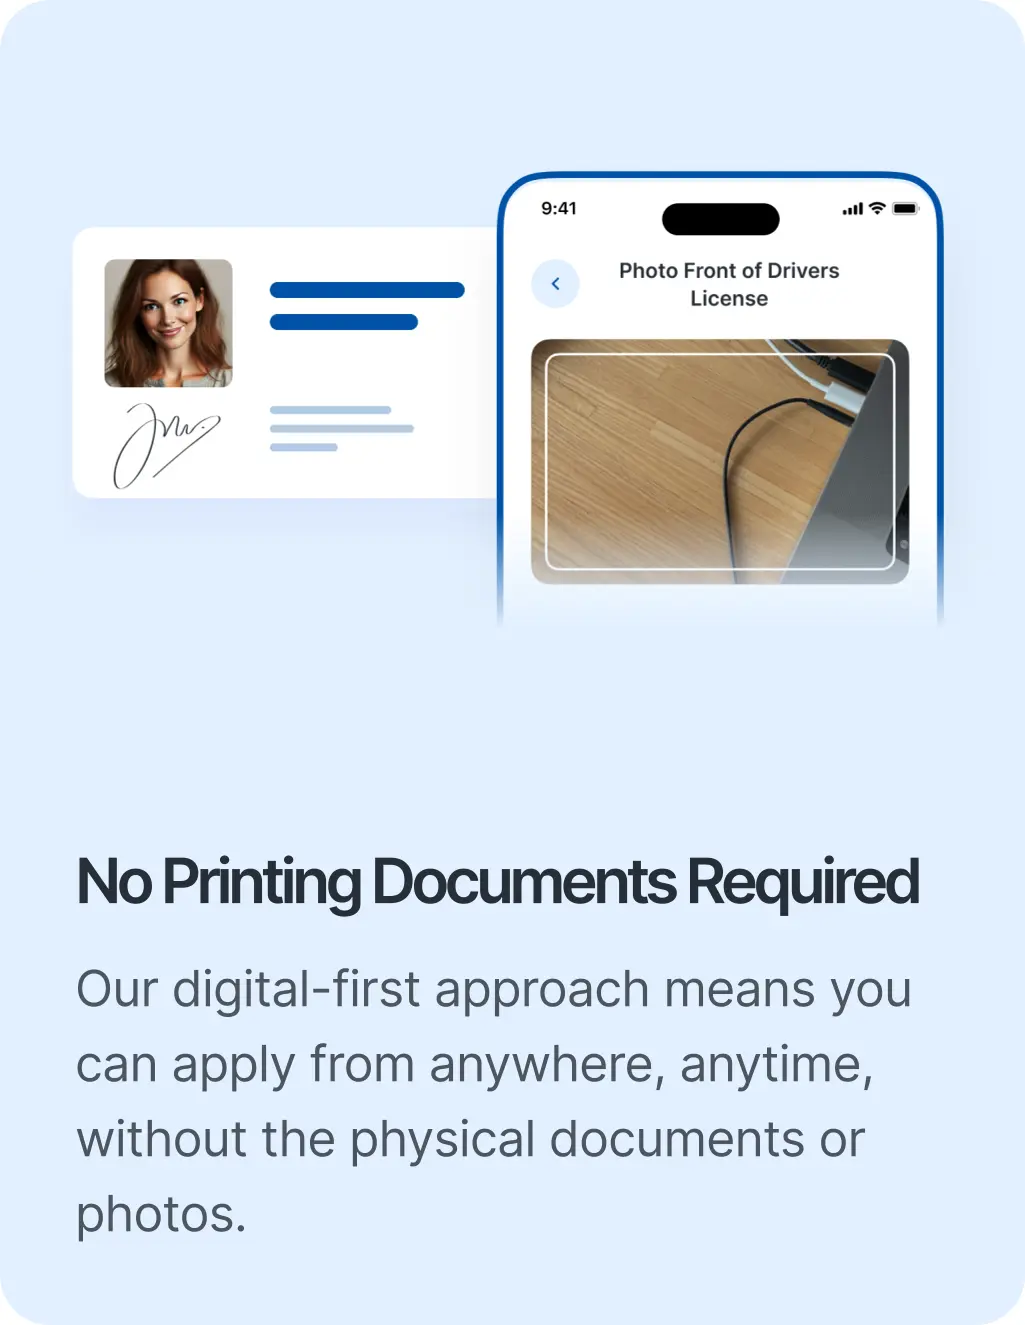 9:41
Photo Front of Drivers
License
No Printing Documents Required
Our digital-first approach means you
can apply from anywhere, anytime,
without the physical documents or
photos.